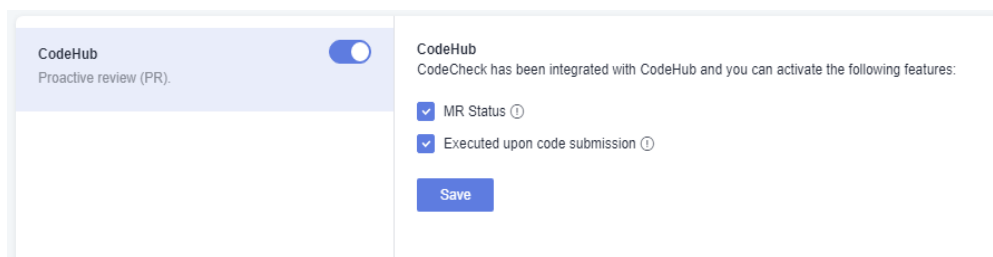 CodeHub
Proactive review (PR).
CodeHub
CodeCheck has been integrated with CodeHub and you can activate the following features:
MR Status
Executed upon code submission
Save